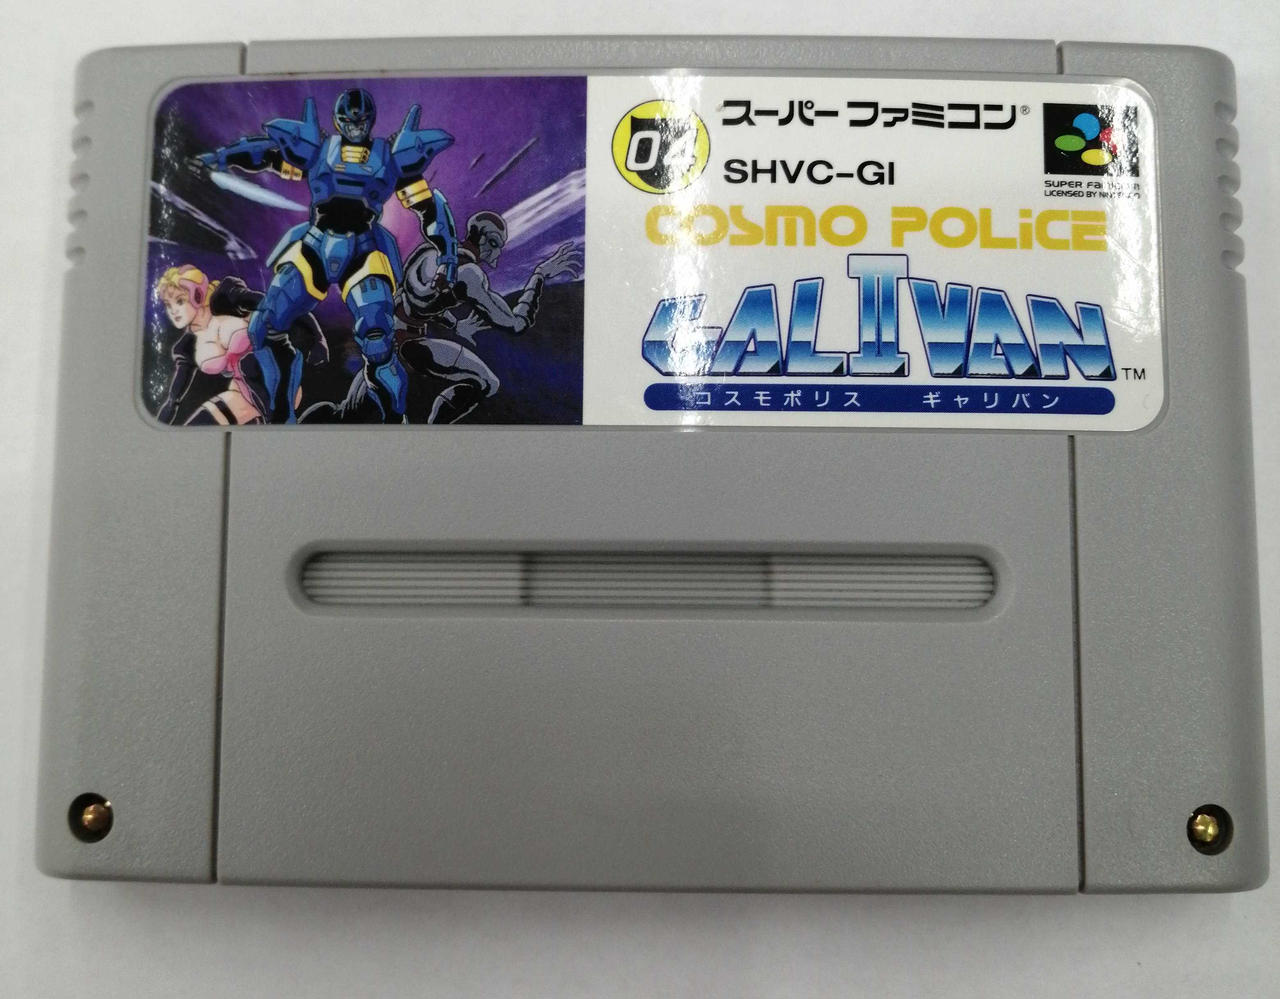 04
スーパーファミコン®
SHVC-GI
SUPER FAMICOM
LICENSED BY NINTENDO
COSMO POLICE
GALIVAN II
TM
コスモポリス ギャリバン